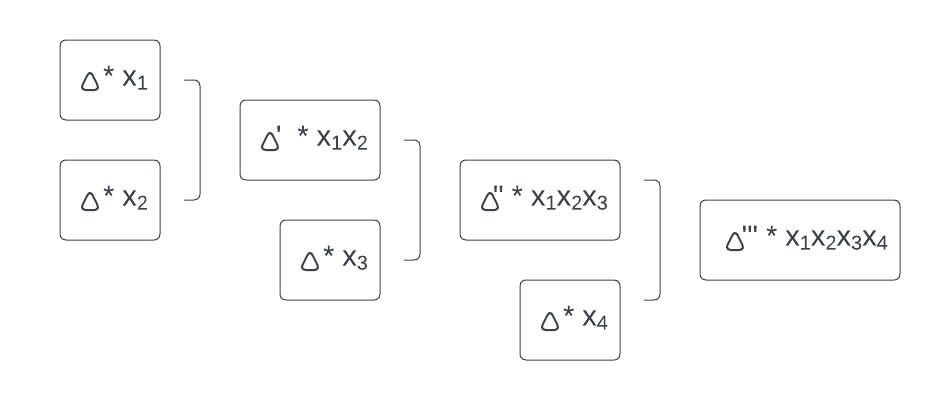 △ * x₁
△ * x₂
△' * x₁x₂
△ * x₃
△'' * x₁x₂x₃
△ * x₄
△''' * x₁x₂x₃x₄